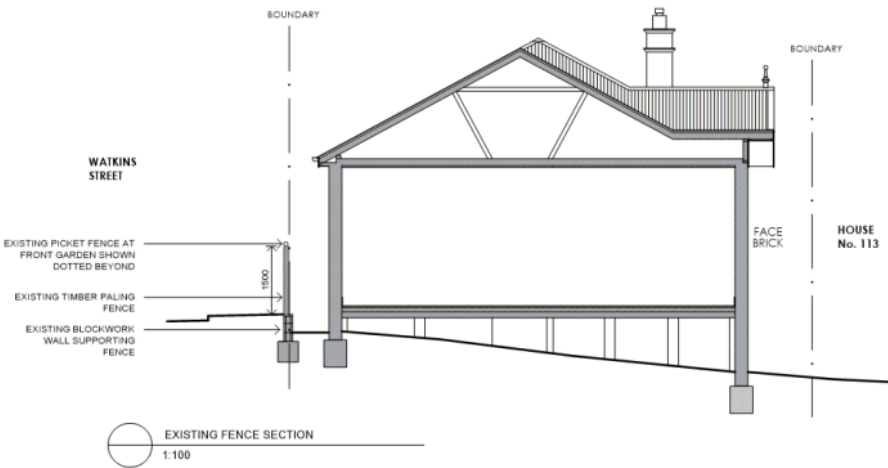 BOUNDARY
BOUNDARY
WATKINS
STREET
EXISTING PICKET FENCE AT
FRONT GARDEN SHOWN
DOTTED BEYOND
1500
FACE
BRICK
HOUSE
No. 113
EXISTING TIMBER PALING
FENCE
EXISTING BLOCKWORK
WALL SUPPORTING
FENCE
EXISTING FENCE SECTION
1:100